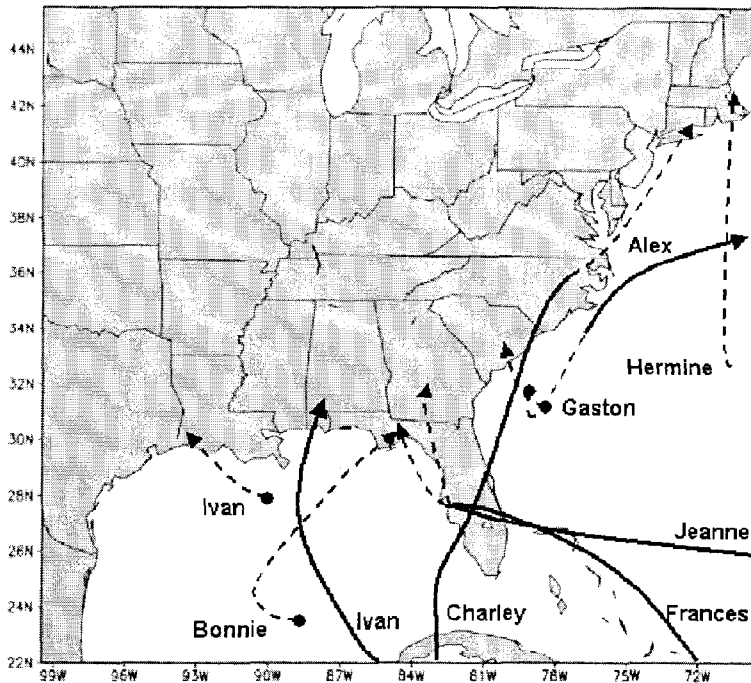 42N
40N
38N
36N
34N
32N
30N
28N
26N
24N
22N
Alex
Hermine
Gaston
Ivan
Jeanne
Bonnie
Ivan
Charley
Frances
99W 96W 93W 90W 87W 84W 81W 78W 75W 72W